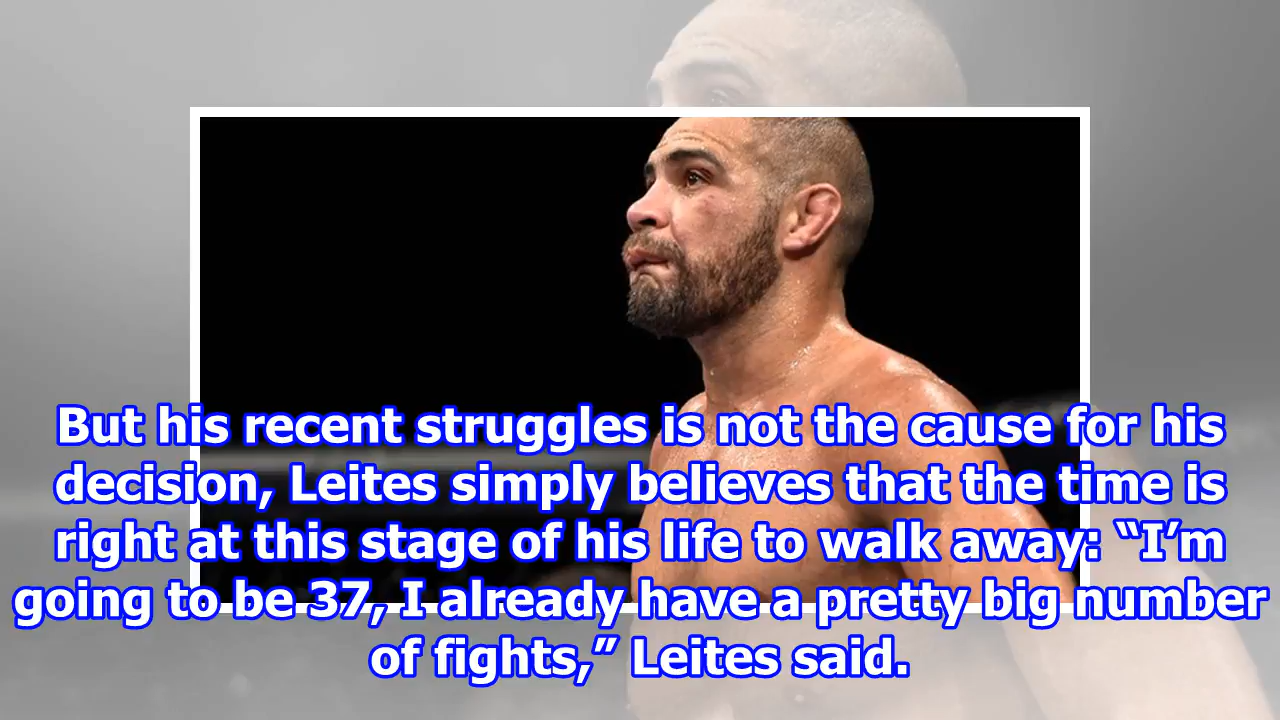 But his recent struggles is not the cause for his
decision, Leites simply believes that the time is
right at this stage of his life to walk away: “I’m
going to be 37, I already have a pretty big number
of fights,” Leites said.